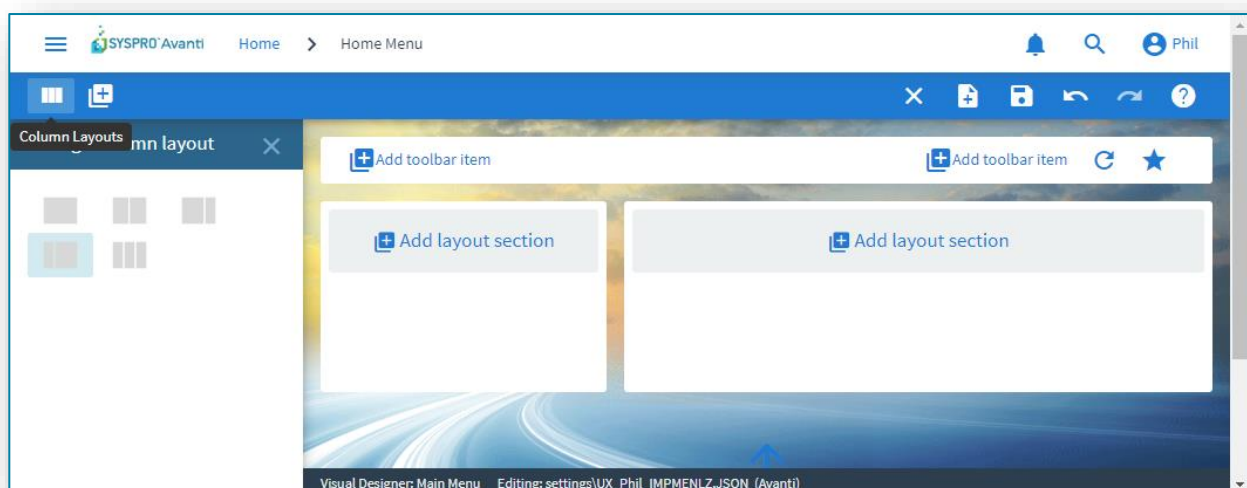 SYSPRO Avanti Home Home Menu Phil
Column Layouts
mn layout
Add toolbar item Add toolbar item
Add layout section Add layout section
Visual Designer: Main Menu Editing: settings\UX_Phil_IMPMENLZ.JSON (Avanti)